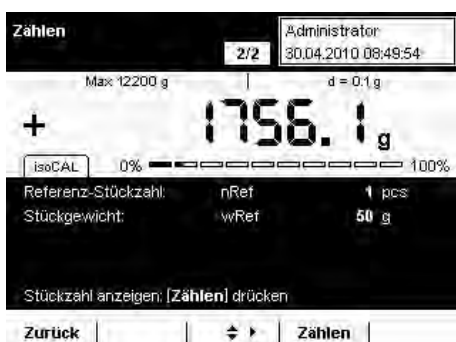 Zählen
2/2
Administrator
30.04.2010 08:49:54
Max 12200 g d = 0.1 g
+ 1756.1 g
isoCAL 0% 100%
Referenz-Stückzahl: nRef 1 pcs
Stückgewicht: wRef 50 g
Stückzahl anzeigen: [Zählen] drücken
Zurück Zählen